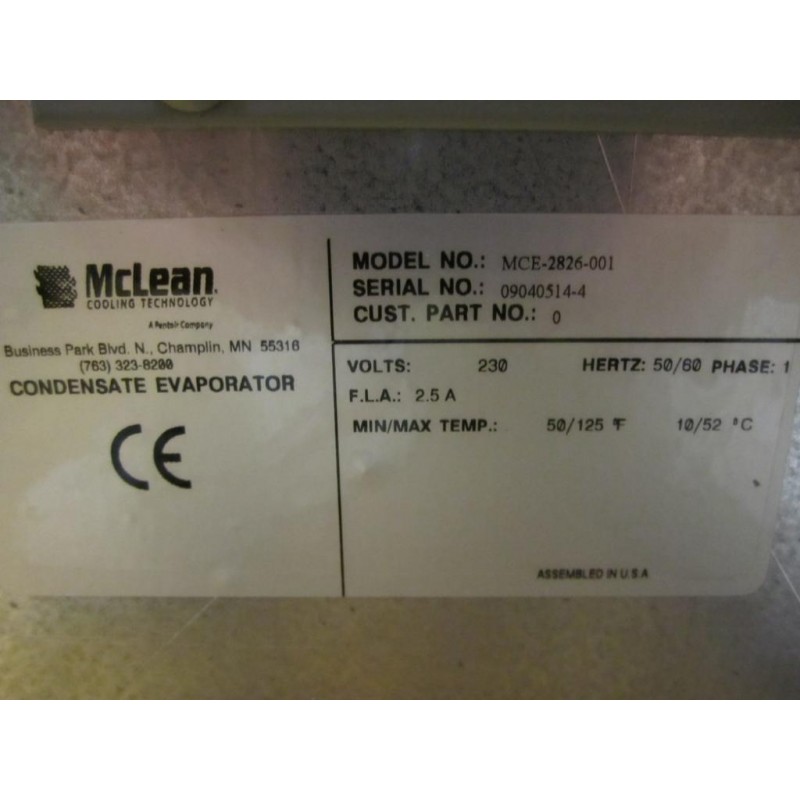 McLean.
COOLING TECHNOLOGY
A Pentair Company
Business Park Blvd. N., Champlin, MN 55316
(763) 323-8200
CONDENSATE EVAPORATOR
CE
MODEL NO.: MCE-2826-001
SERIAL NO.: 09040514-4
CUST. PART NO.: 0
VOLTS: 230 HERTZ: 50/60 PHASE: 1
F.L.A.: 2.5 A
MIN/MAX TEMP.: 50/125 °F 10/52 °C
ASSEMBLED IN U.S.A